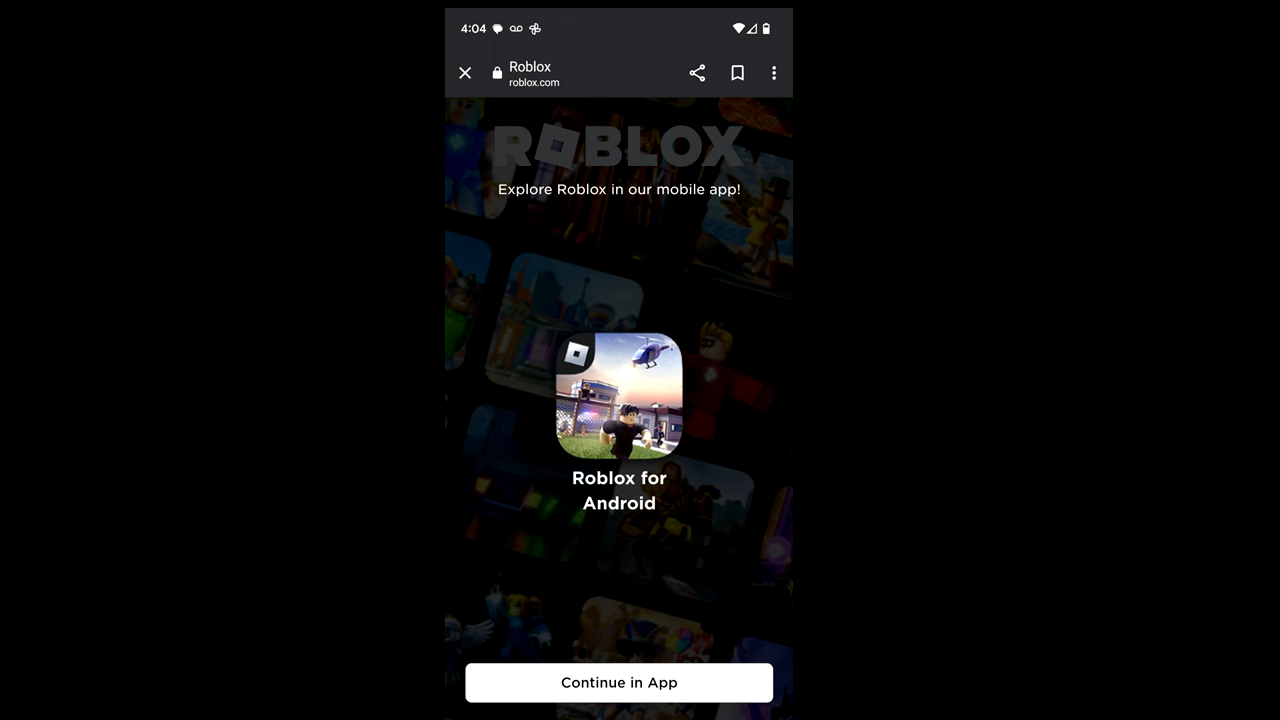 4:04
Roblox
roblox.com
ROBLOX
Explore Roblox in our mobile app!
Roblox for
Android
Continue in App